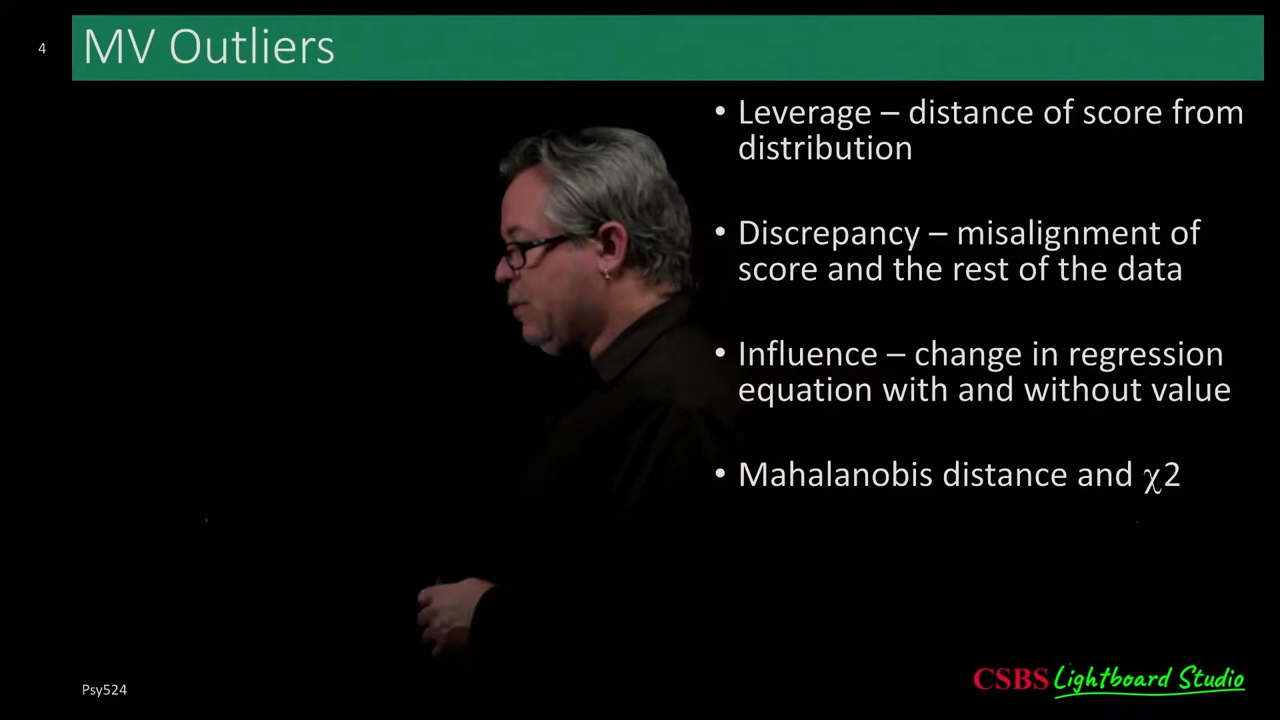 4
MV Outliers
• Leverage – distance of score from
distribution
• Discrepancy – misalignment of
score and the rest of the data
• Influence – change in regression
equation with and without value
• Mahalanobis distance and χ2
Psy524
CSBS Lightboard Studio